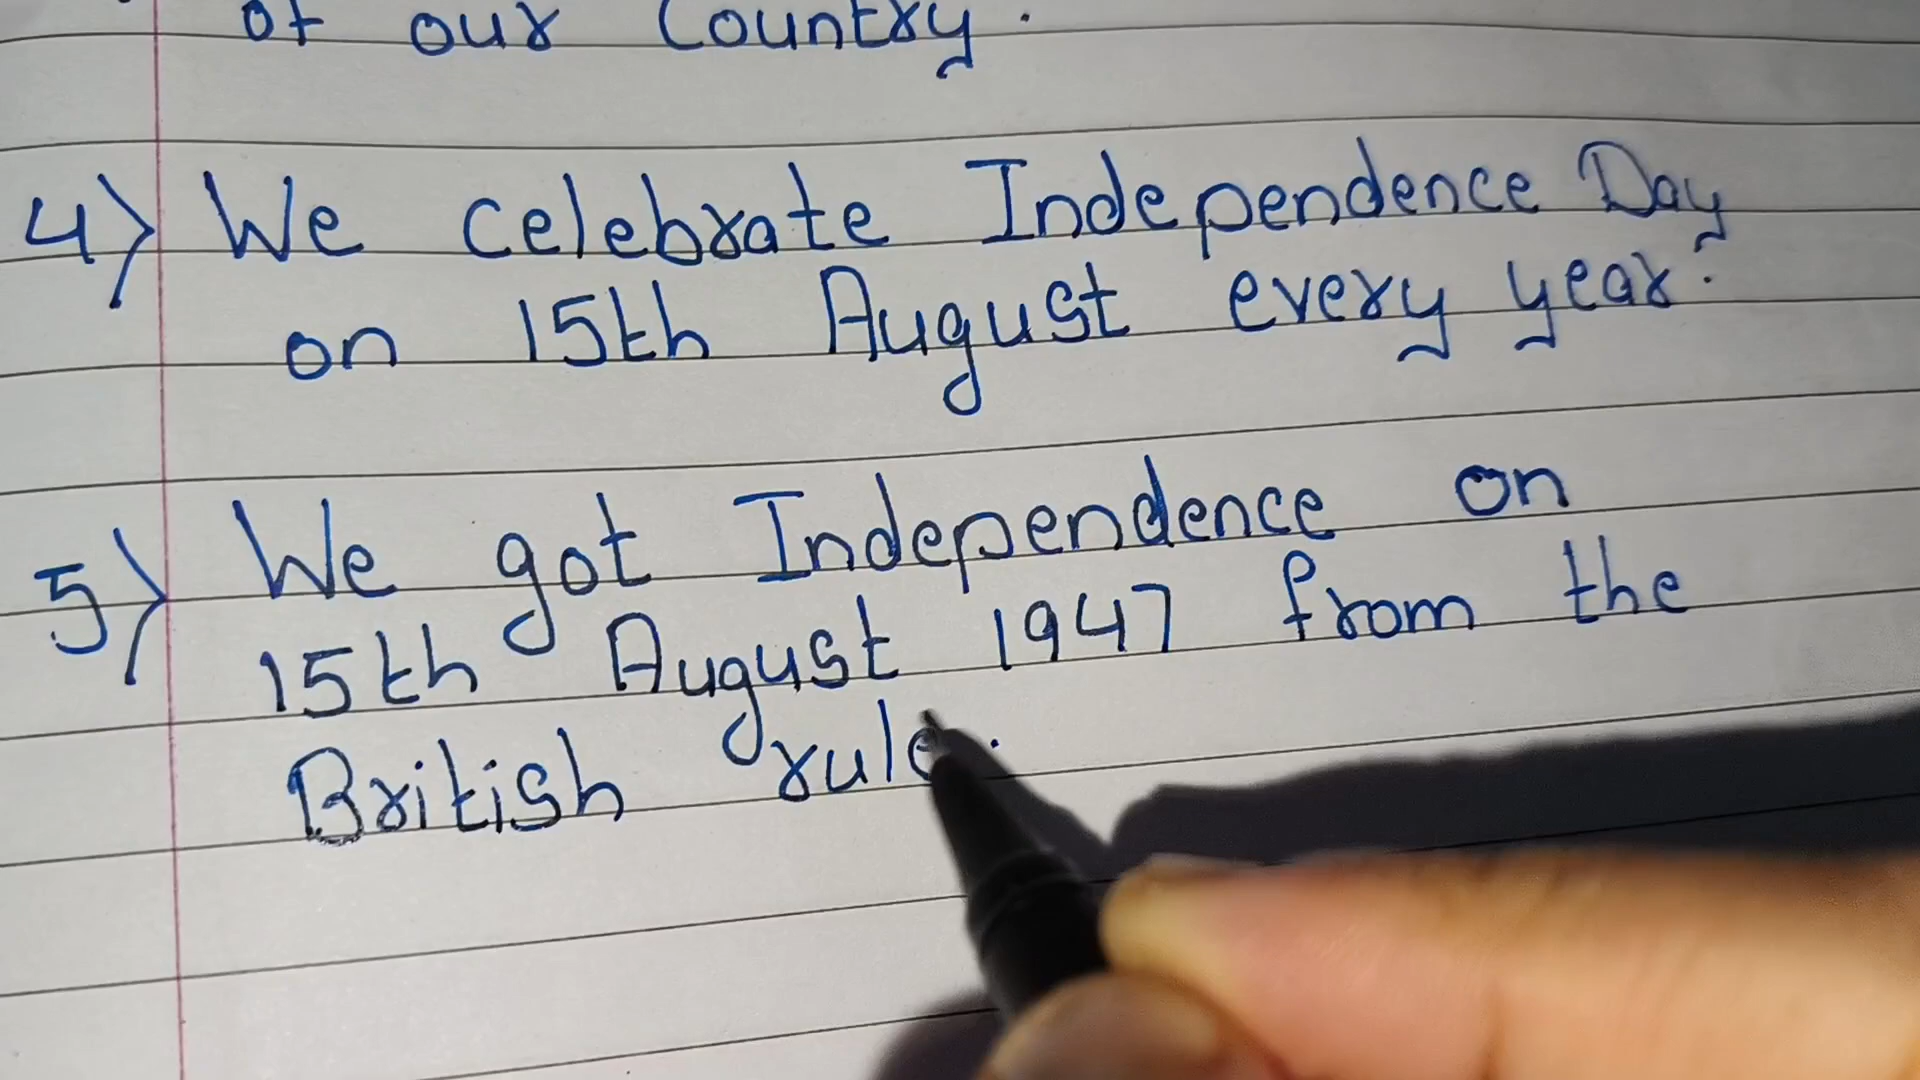 of our Country.
4) We celebrate Independence Day
on 15th August every year.
5) We got Independence on
15th August 1947 from the
British rule.